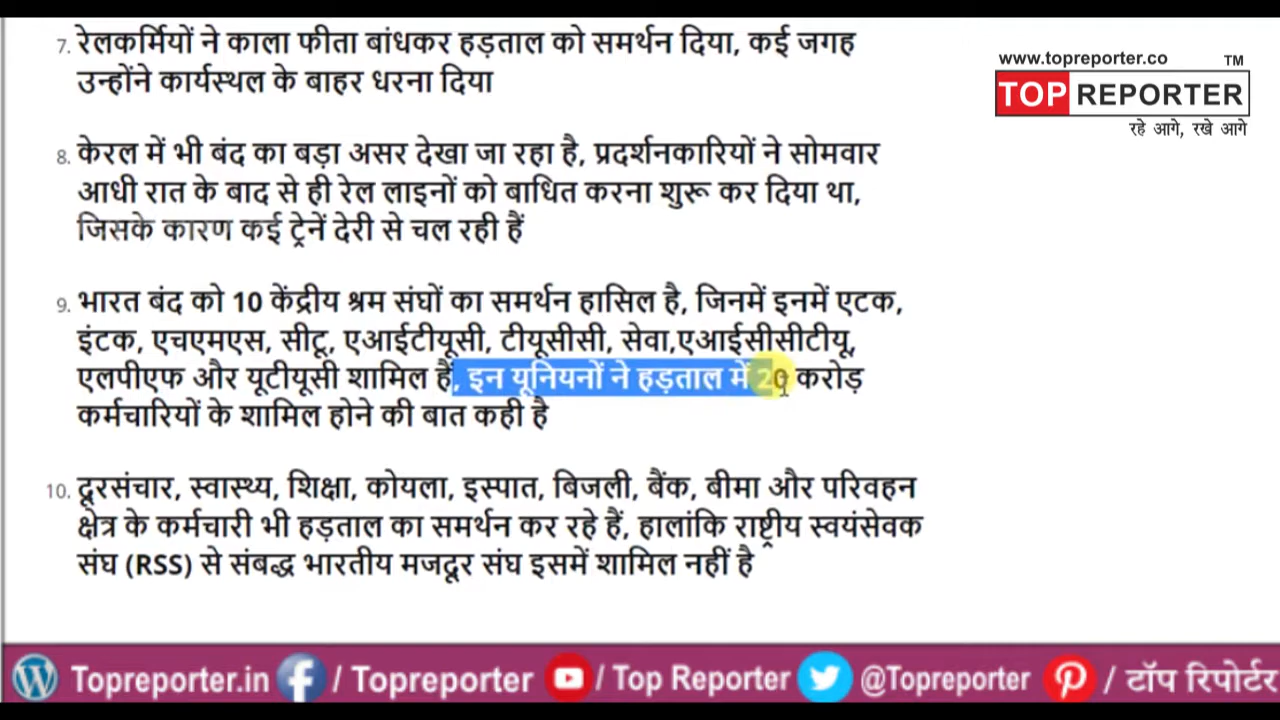 7. रेलकर्मियों ने काला फीता बांधकर हड़ताल को समर्थन दिया, कई जगह
उन्होंने कार्यस्थल के बाहर धरना दिया
www.topreporter.co TM
TOP REPORTER
रहे आगे, रखे आगे
8. केरल में भी बंद का बड़ा असर देखा जा रहा है, प्रदर्शनकारियों ने सोमवार
आधी रात के बाद से ही रेल लाइनों को बाधित करना शुरू कर दिया था,
जिसके कारण कई ट्रेनें देरी से चल रही हैं
9. भारत बंद को 10 केंद्रीय श्रम संघों का समर्थन हासिल है, जिनमें इनमें एटक,
इंटक, एचएमएस, सीटू, एआईटीयूसी, टीयूसीसी, सेवा,एआईसीसीटीयू,
एलपीएफ और यूटीयूसी शामिल हैं, इन यूनियनों ने हड़ताल में 20 करोड़
कर्मचारियों के शामिल होने की बात कही है
10. दूरसंचार, स्वास्थ्य, शिक्षा, कोयला, इस्पात, बिजली, बैंक, बीमा और परिवहन
क्षेत्र के कर्मचारी भी हड़ताल का समर्थन कर रहे हैं, हालांकि राष्ट्रीय स्वयंसेवक
संघ (RSS) से संबद्ध भारतीय मजदूर संघ इसमें शामिल नहीं है
Topreporter.in / Topreporter / Top Reporter @Topreporter / टॉप रिपोर्टर